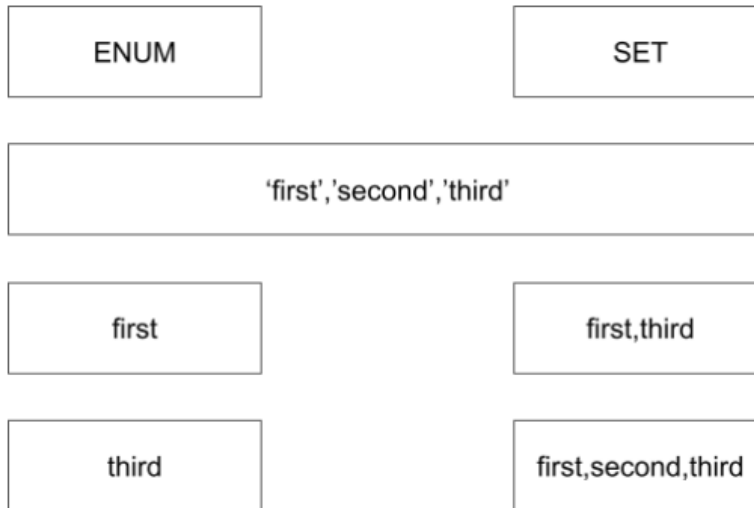 ENUM
SET
‘first’,’second’,’third’
first
first,third
third
first,second,third